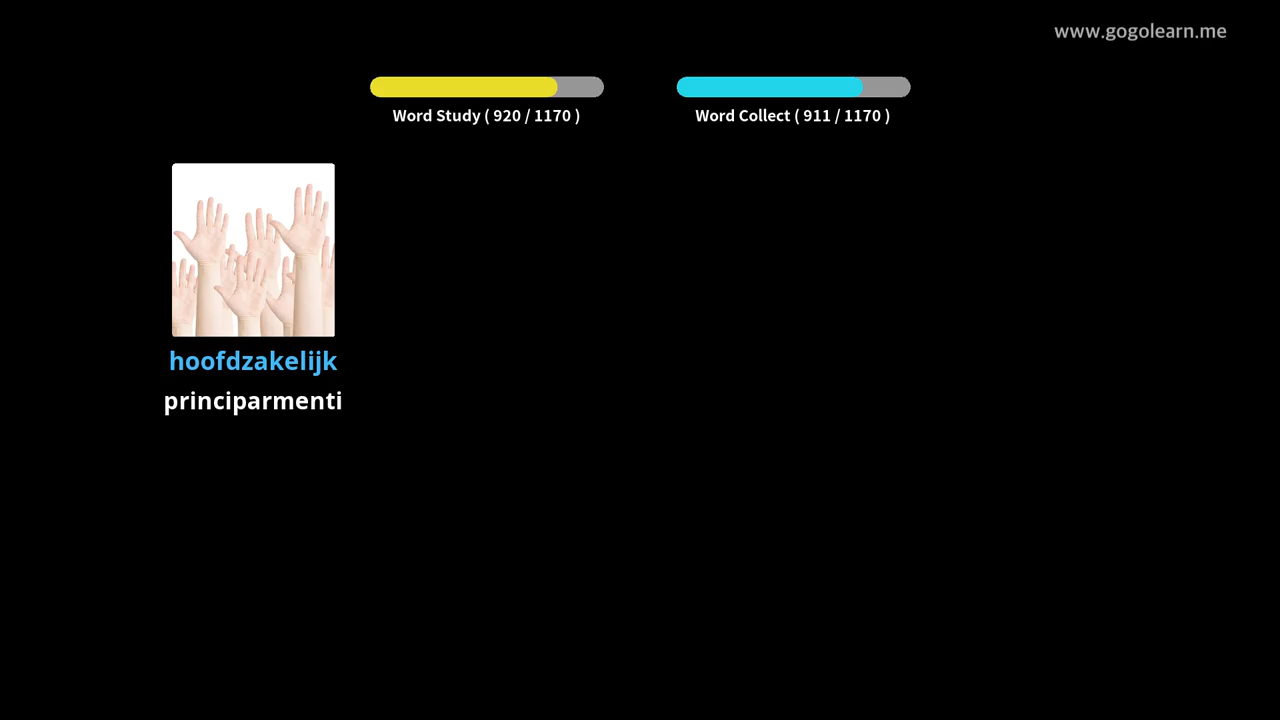 www.gogolearn.me
Word Study ( 920 / 1170 )
Word Collect ( 911 / 1170 )
hoofdzakelijk
principarmenti